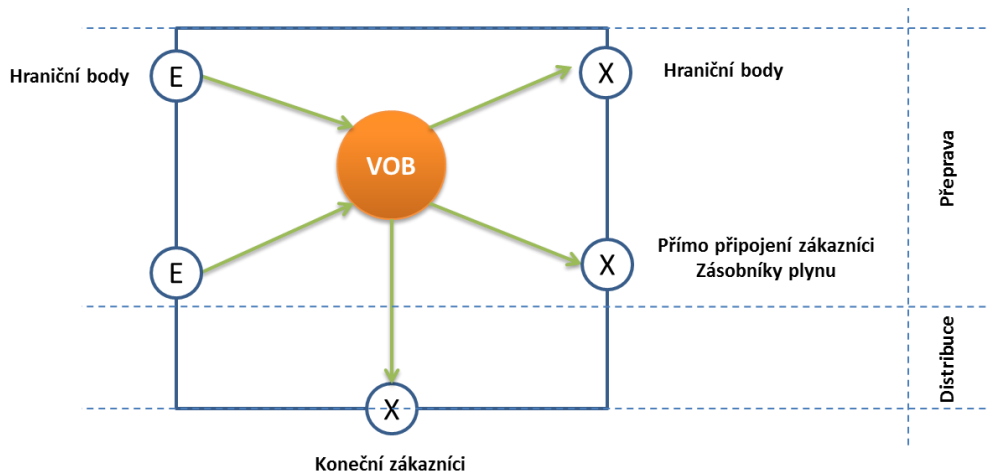 Hraniční body
E
X
Hraniční body
VOB
Přeprava
E
X
Přímo připojení zákazníci
Zásobníky plynu
Distribuce
X
Koneční zákazníci